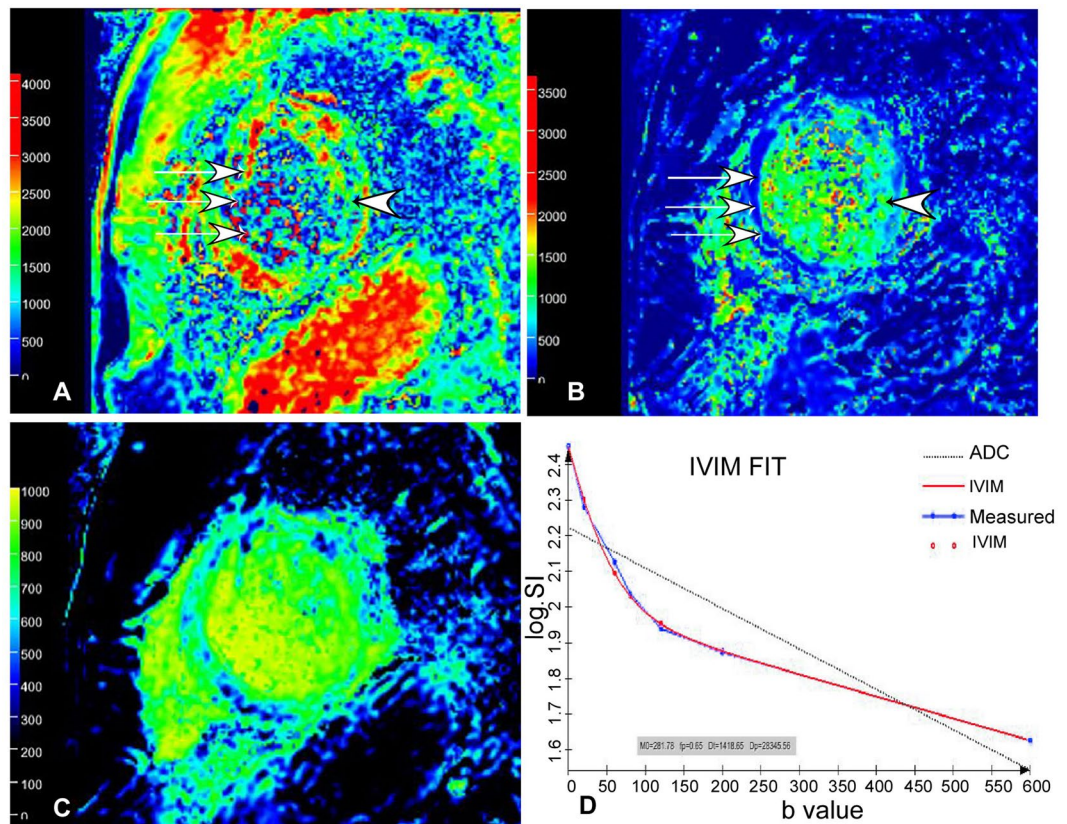 4000
3500
3000
2500
2000
1500
1000
500
0
A
3500
3000
2500
2000
1500
1000
500
0
B
1000
900
800
700
600
500
400
300
200
100
0
C
IVIM FIT
ADC
IVIM
Measured
IVIM
log.SI
2.4
2.3
2.2
2.1
2
1.9
1.8
1.7
1.6
M0=281.78 fp=0.65 Dt=1418.65 Dp=28345.56
0 50 100 150 200 250 300 350 400 450 500 550 600
D
b value